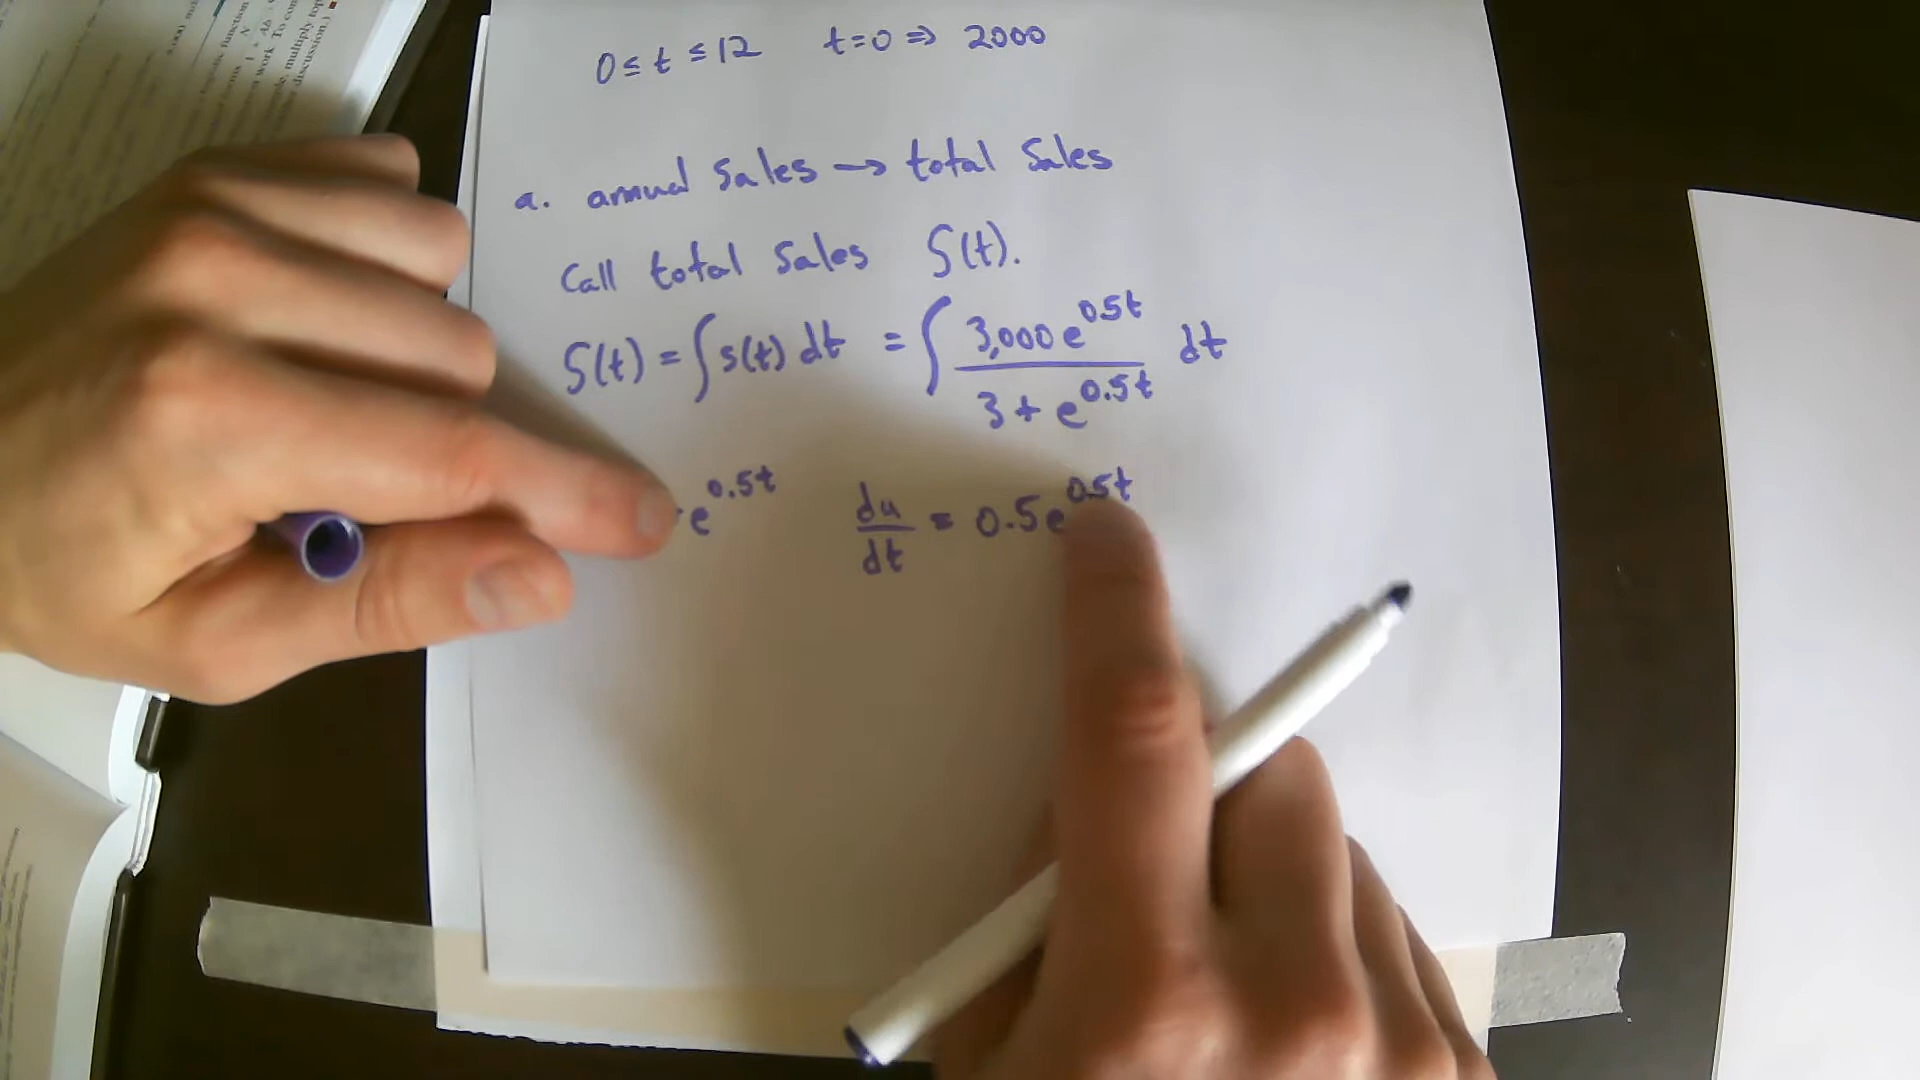 0 ≤ t ≤ 12 t=0 ⇒ 2000
a. annual sales → total sales
Call total sales S(t).
S(t) = ∫ s(t) dt = ∫ 3,000 e^0.5t / 3 + e^0.5t dt
e^0.5t du/dt = 0.5e^0.5t